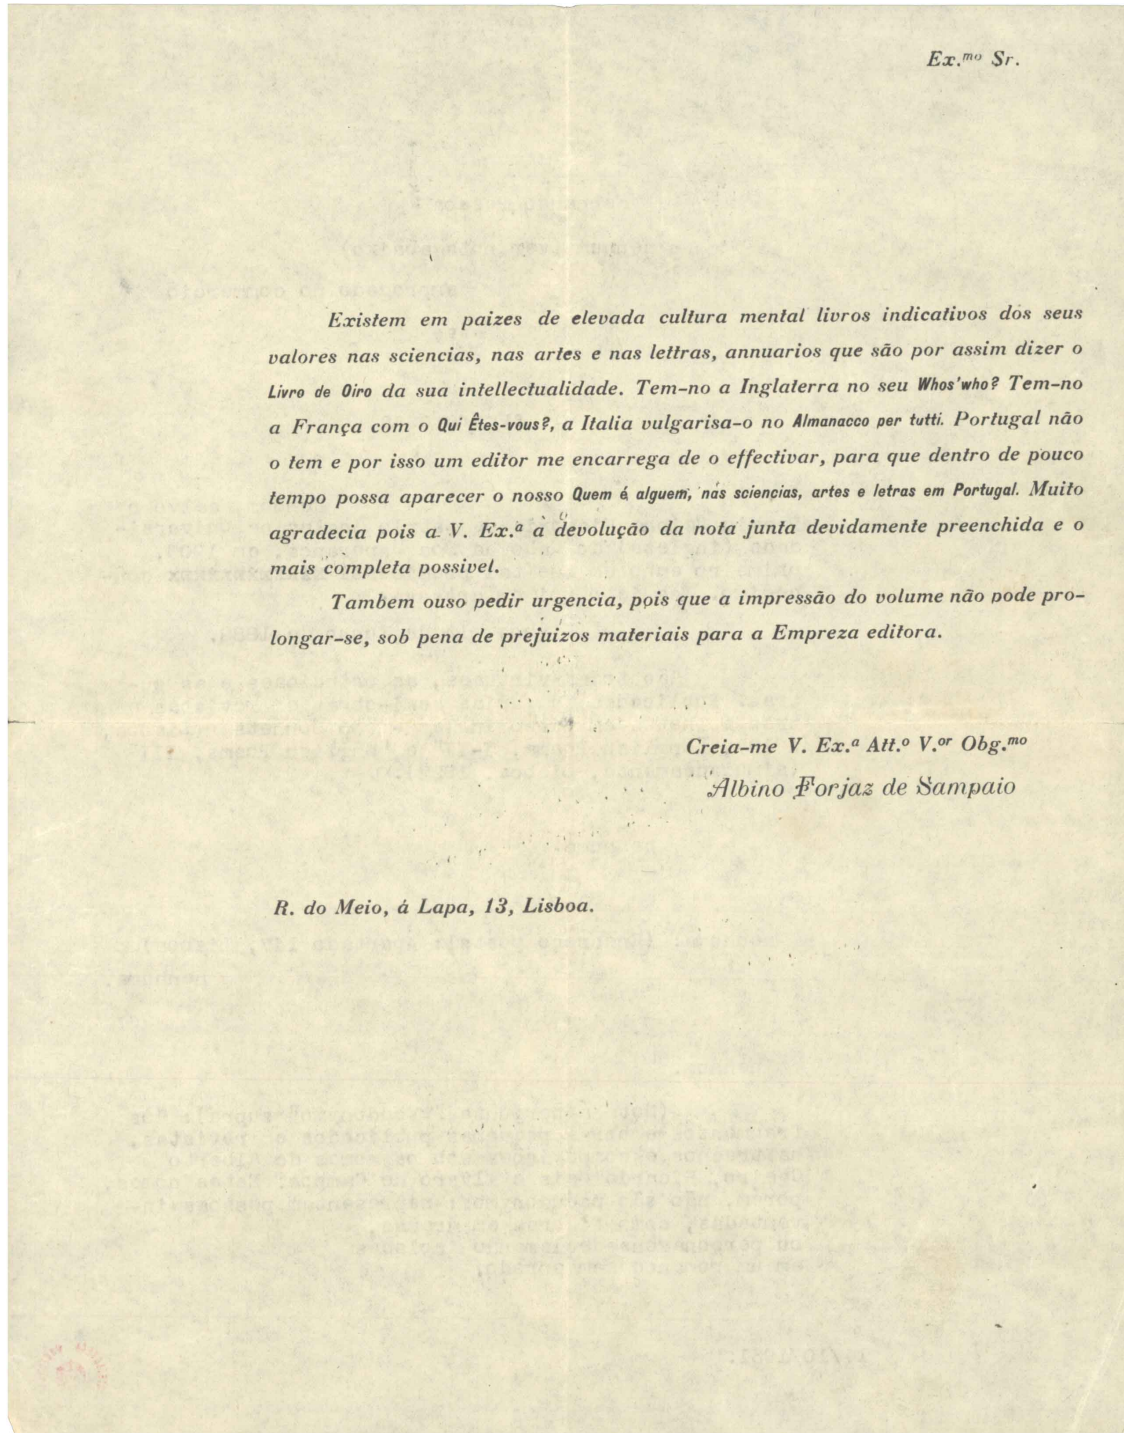 Ex.mo Sr.
Existem em paizes de elevada cultura mental livros indicativos dos seus
valores nas sciencias, nas artes e nas lettras, annuarios que são por assim dizer o
Livro de Oiro da sua intellectualidade. Tem-no a Inglaterra no seu Whos'who? Tem-no
a França com o Qui Êtes-vous?, a Italia vulgarisa-o no Almanacco per tutti. Portugal não
o tem e por isso um editor me encarrega de o effectivar, para que dentro de pouco
tempo possa aparecer o nosso Quem é alguem, nas sciencias, artes e letras em Portugal. Muito
agradecia pois a V. Ex.a a devolução da nota junta devidamente preenchida e o
mais completa possivel.
Tambem ouso pedir urgencia, pois que a impressão do volume não pode pro-
longar-se, sob pena de prejuizos materiais para a Empreza editora.
Creia-me V. Ex.a Att.o V.or Obg.mo
Albino Forjaz de Sampaio
R. do Meio, á Lapa, 13, Lisboa.